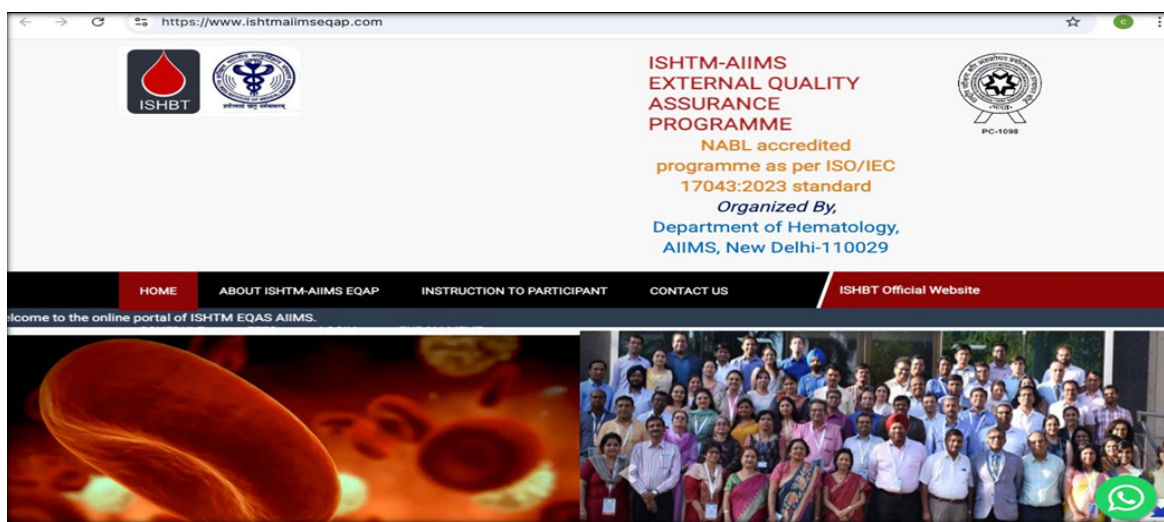 https://www.ishtmaiimseqap.com
c
ISHBT
ISHTM-AIIMS
EXTERNAL QUALITY
ASSURANCE
PROGRAMME
NABL accredited
programme as per ISO/IEC
17043:2023 standard
Organized By,
Department of Hematology,
AIIMS, New Delhi-110029
PC-1098
HOME ABOUT ISHTM-AIIMS EQAP INSTRUCTION TO PARTICIPANT CONTACT US ISHBT Official Website
elcome to the online portal of ISHTM EQAS AIIMS.